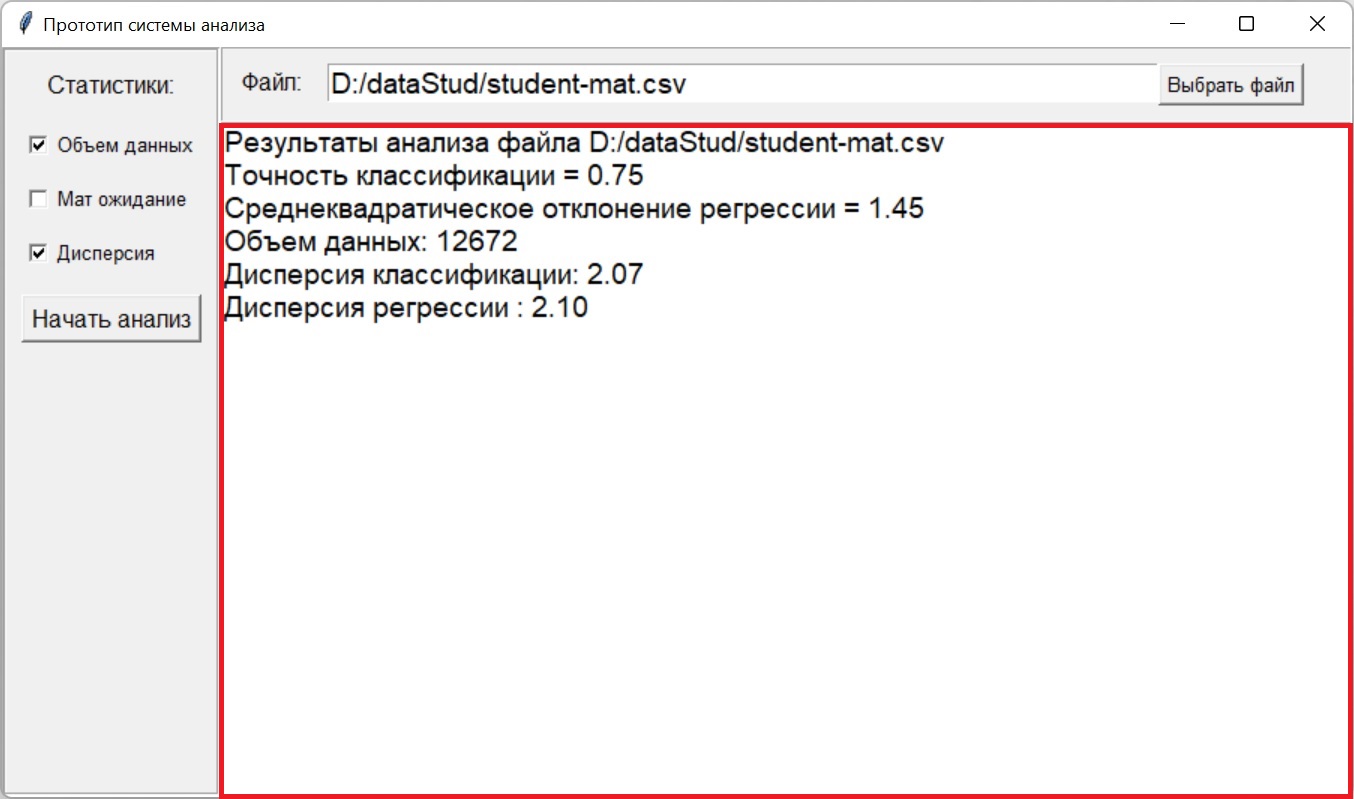 Прототип системы анализа
Статистики:
Объем данных
Мат ожидание
Дисперсия
Начать анализ
Файл:
D:/dataStud/student-mat.csv
Выбрать файл
Результаты анализа файла D:/dataStud/student-mat.csv
Точность классификации = 0.75
Среднеквадратическое отклонение регрессии = 1.45
Объем данных: 12672
Дисперсия классификации: 2.07
Дисперсия регрессии : 2.10